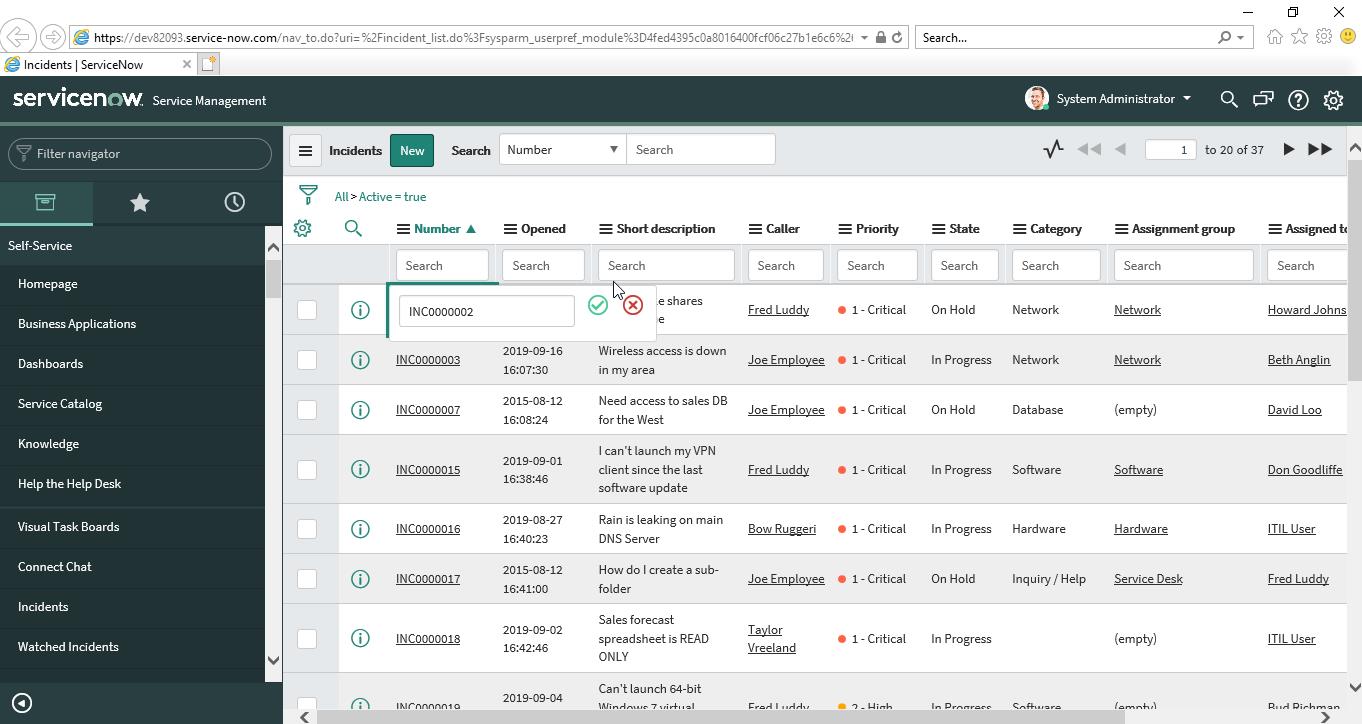 https://dev82093.service-now.com/nav_to.do?uri=%2Fincident_list.do%3Fsysparm_userpref_module%3D4fed4395c0a8016400fcf06c27b1e6c6%2
Search...
Incidents | ServiceNow
servicenow. Service Management
System Administrator
Filter navigator
Incidents New Search Number Search
1 to 20 of 37
All > Active = true
Self-Service
Homepage
Business Applications
Dashboards
Service Catalog
Knowledge
Help the Help Desk
Visual Task Boards
Connect Chat
Incidents
Watched Incidents
Number Opened Short description Caller Priority State Category Assignment group Assigned to
Search Search Search Search Search Search Search Search Search
INC0000002 e shares Fred Luddy 1 - Critical On Hold Network Network Howard Johns
INC0000003 2019-09-16 Wireless access is down Joe Employee 1 - Critical In Progress Network Network Beth Anglin
16:07:30 in my area
INC0000007 2015-08-12 Need access to sales DB Joe Employee 1 - Critical On Hold Database (empty) David Loo
16:08:24 for the West
I can't launch my VPN
INC0000015 2019-09-01 client since the last Fred Luddy 1 - Critical In Progress Software Software Don Goodliffe
16:38:46 software update
INC0000016 2019-08-27 Rain is leaking on main Bow Ruggeri 1 - Critical In Progress Hardware Hardware ITIL User
16:40:23 DNS Server
INC0000017 2015-08-12 How do I create a sub- Joe Employee 1 - Critical On Hold Inquiry / Help Service Desk Fred Luddy
16:41:00 folder
Sales forecast
INC0000018 2019-09-02 spreadsheet is READ Taylor 1 - Critical In Progress (empty) ITIL User
16:42:46 ONLY Vreeland
Can't launch 64-bit
INC0000019 2019-09-04 Windows 7 virtual Fred Luddy 2 - High In Progress Software (empty) Bud Richman